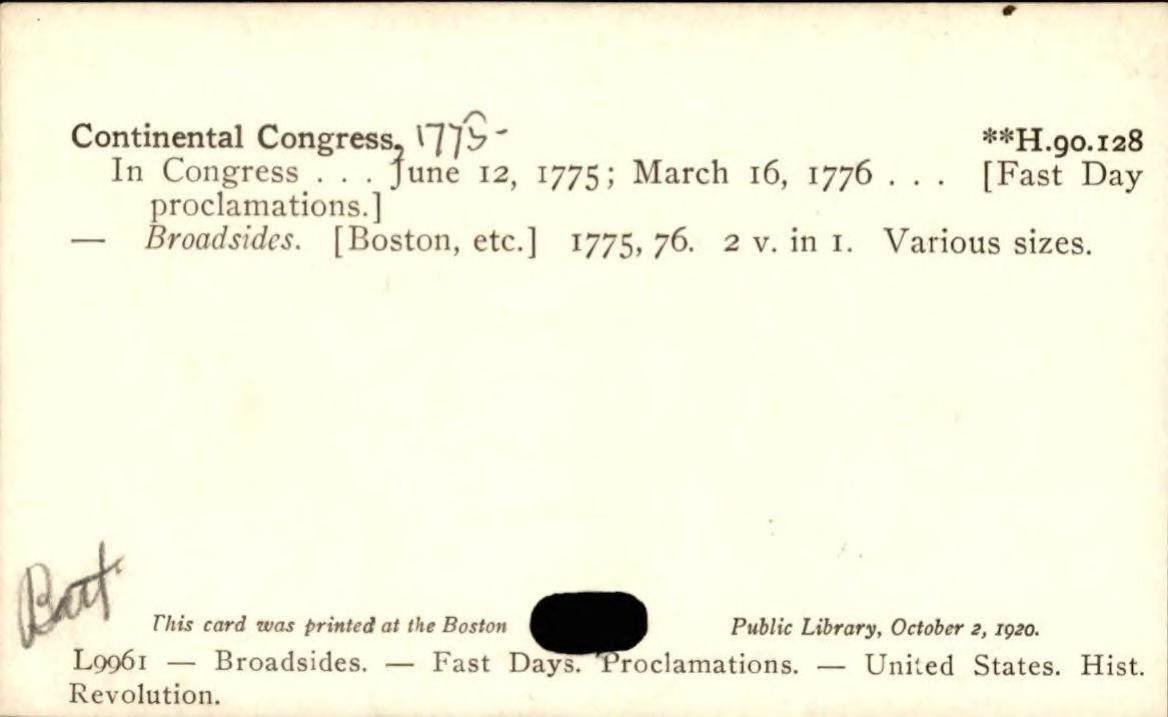 Continental Congress, 1775- **H.90.128
In Congress . . . June 12, 1775; March 16, 1776 . . . [Fast Day
proclamations.]
— Broadsides. [Boston, etc.] 1775, 76. 2 v. in 1. Various sizes.
Bart.
This card was printed at the Boston Public Library, October 2, 1920.
L9961 — Broadsides. — Fast Days. Proclamations. — United States. Hist.
Revolution.